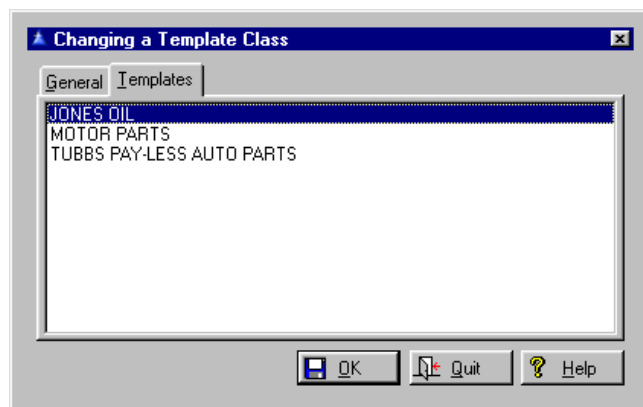 Changing a Template Class
General Templates
JONES OIL
MOTOR PARTS
TUBBS PAY-LESS AUTO PARTS
OK Quit Help